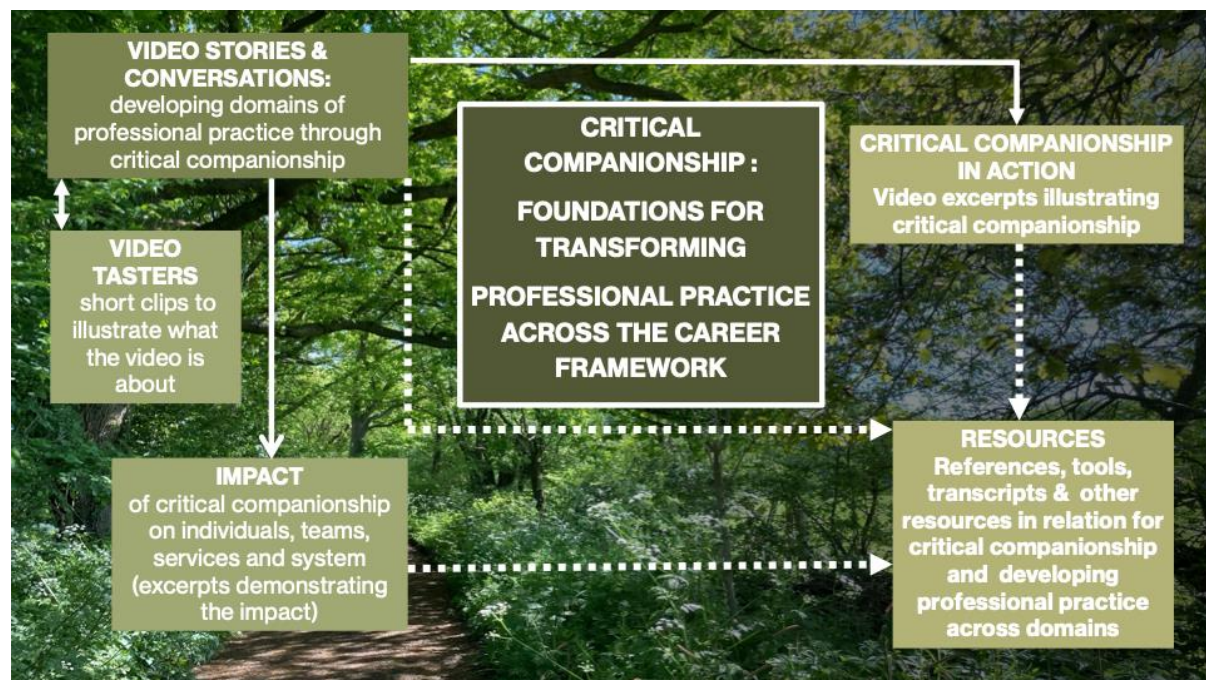 VIDEO STORIES &
CONVERSATIONS:
developing domains of
professional practice through
critical companionship
VIDEO
TASTERS
short clips to
illustrate what
the video is
about
IMPACT
of critical companionship
on individuals, teams,
services and system
(excerpts demonstrating
the impact)
CRITICAL
COMPANIONSHIP :
FOUNDATIONS FOR
TRANSFORMING
PROFESSIONAL PRACTICE
ACROSS THE CAREER
FRAMEWORK
CRITICAL COMPANIONSHIP
IN ACTION
Video excerpts illustrating
critical companionship
RESOURCES
References, tools,
transcripts & other
resources in relation for
critical companionship
and developing
professional practice
across domains